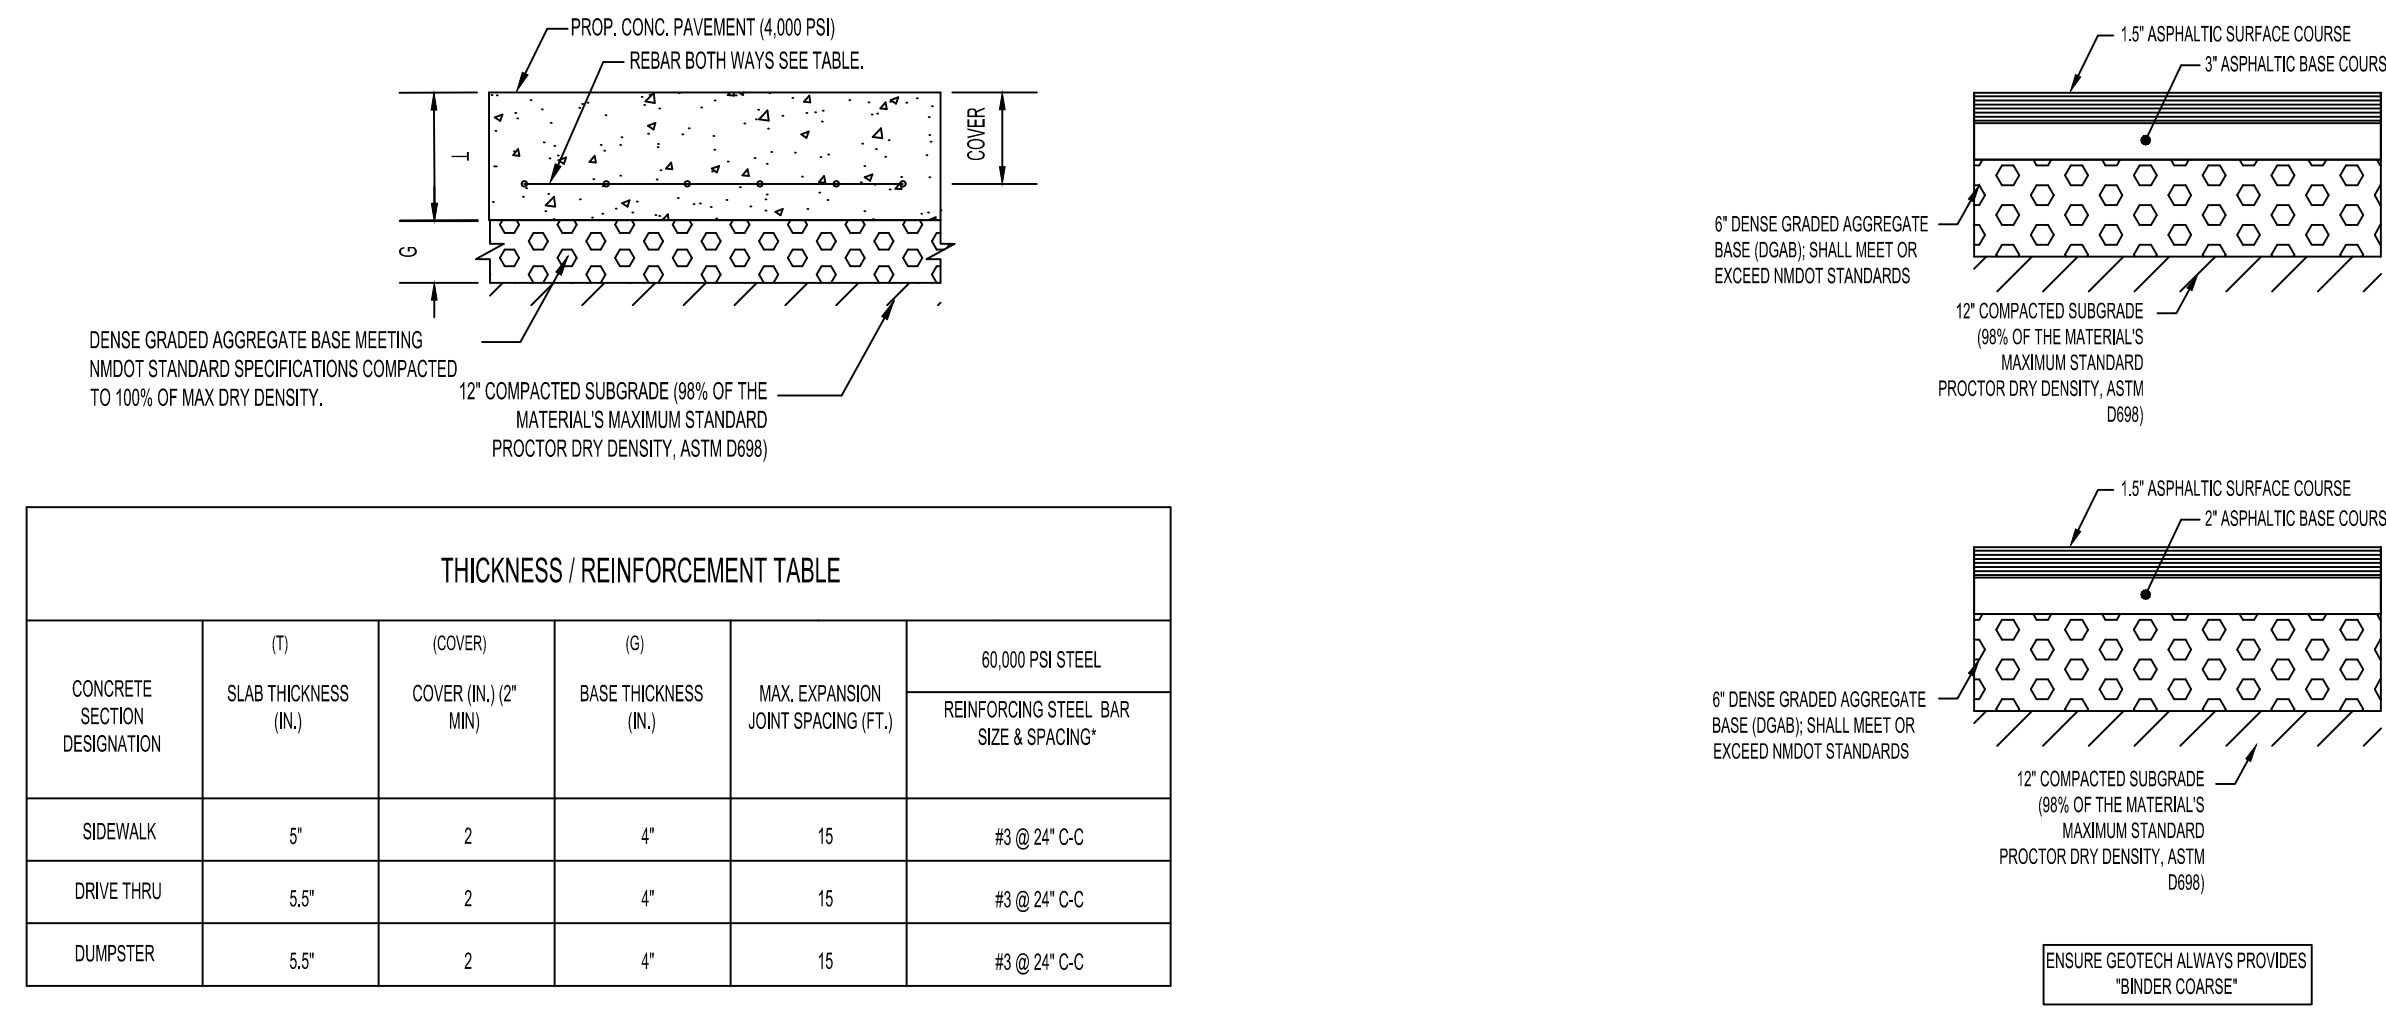 PROP. CONC. PAVEMENT (4,000 PSI)
REBAR BOTH WAYS SEE TABLE.
T
COVER
G
DENSE GRADED AGGREGATE BASE MEETING
NMDOT STANDARD SPECIFICATIONS COMPACTED
TO 100% OF MAX DRY DENSITY.
12" COMPACTED SUBGRADE (98% OF THE
MATERIAL'S MAXIMUM STANDARD
PROCTOR DRY DENSITY, ASTM D698)
THICKNESS / REINFORCEMENT TABLE
CONCRETE
SECTION
DESIGNATION
(T)
SLAB THICKNESS
(IN.)
(COVER)
COVER (IN.) (2"
MIN)
(G)
BASE THICKNESS
(IN.)
MAX. EXPANSION
JOINT SPACING (FT.)
60,000 PSI STEEL
REINFORCING STEEL BAR
SIZE & SPACING*
SIDEWALK 5" 2 4" 15 #3 @ 24" C-C
DRIVE THRU 5.5" 2 4" 15 #3 @ 24" C-C
DUMPSTER 5.5" 2 4" 15 #3 @ 24" C-C
1.5" ASPHALTIC SURFACE COURSE
3" ASPHALTIC BASE COURS
6" DENSE GRADED AGGREGATE
BASE (DGAB); SHALL MEET OR
EXCEED NMDOT STANDARDS
12" COMPACTED SUBGRADE
(98% OF THE MATERIAL'S
MAXIMUM STANDARD
PROCTOR DRY DENSITY, ASTM
D698)
1.5" ASPHALTIC SURFACE COURSE
2" ASPHALTIC BASE COURS
6" DENSE GRADED AGGREGATE
BASE (DGAB); SHALL MEET OR
EXCEED NMDOT STANDARDS
12" COMPACTED SUBGRADE
(98% OF THE MATERIAL'S
MAXIMUM STANDARD
PROCTOR DRY DENSITY, ASTM
D698)
ENSURE GEOTECH ALWAYS PROVIDES
"BINDER COARSE"